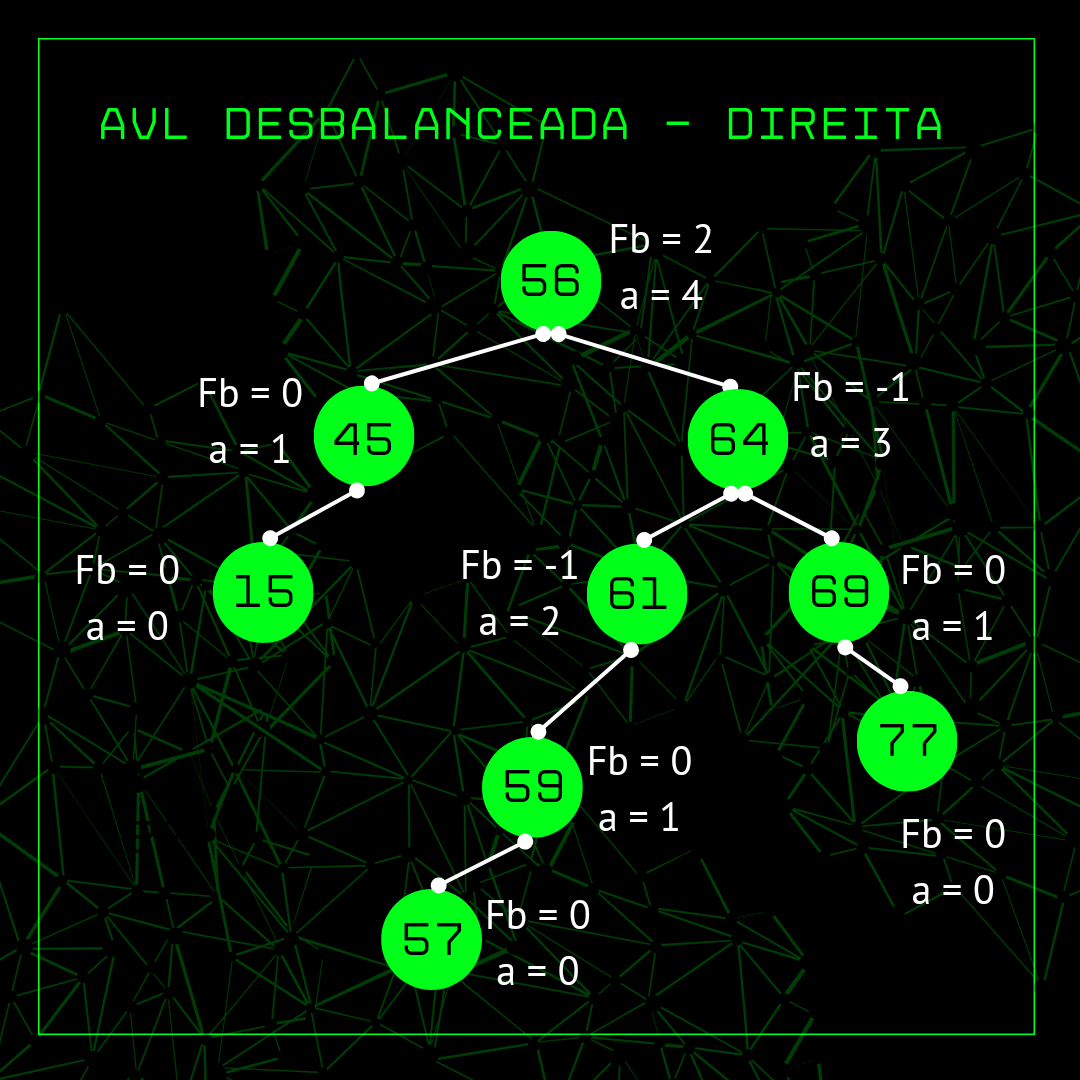 AVL DESBALANCEADA - DIREITA
56
Fb = 2
a = 4
Fb = 0
a = 1
45
64
Fb = -1
a = 3
Fb = 0
a = 0
15
Fb = -1
a = 2
61
69
Fb = 0
a = 1
77
Fb = 0
a = 0
59
Fb = 0
a = 1
57
Fb = 0
a = 0